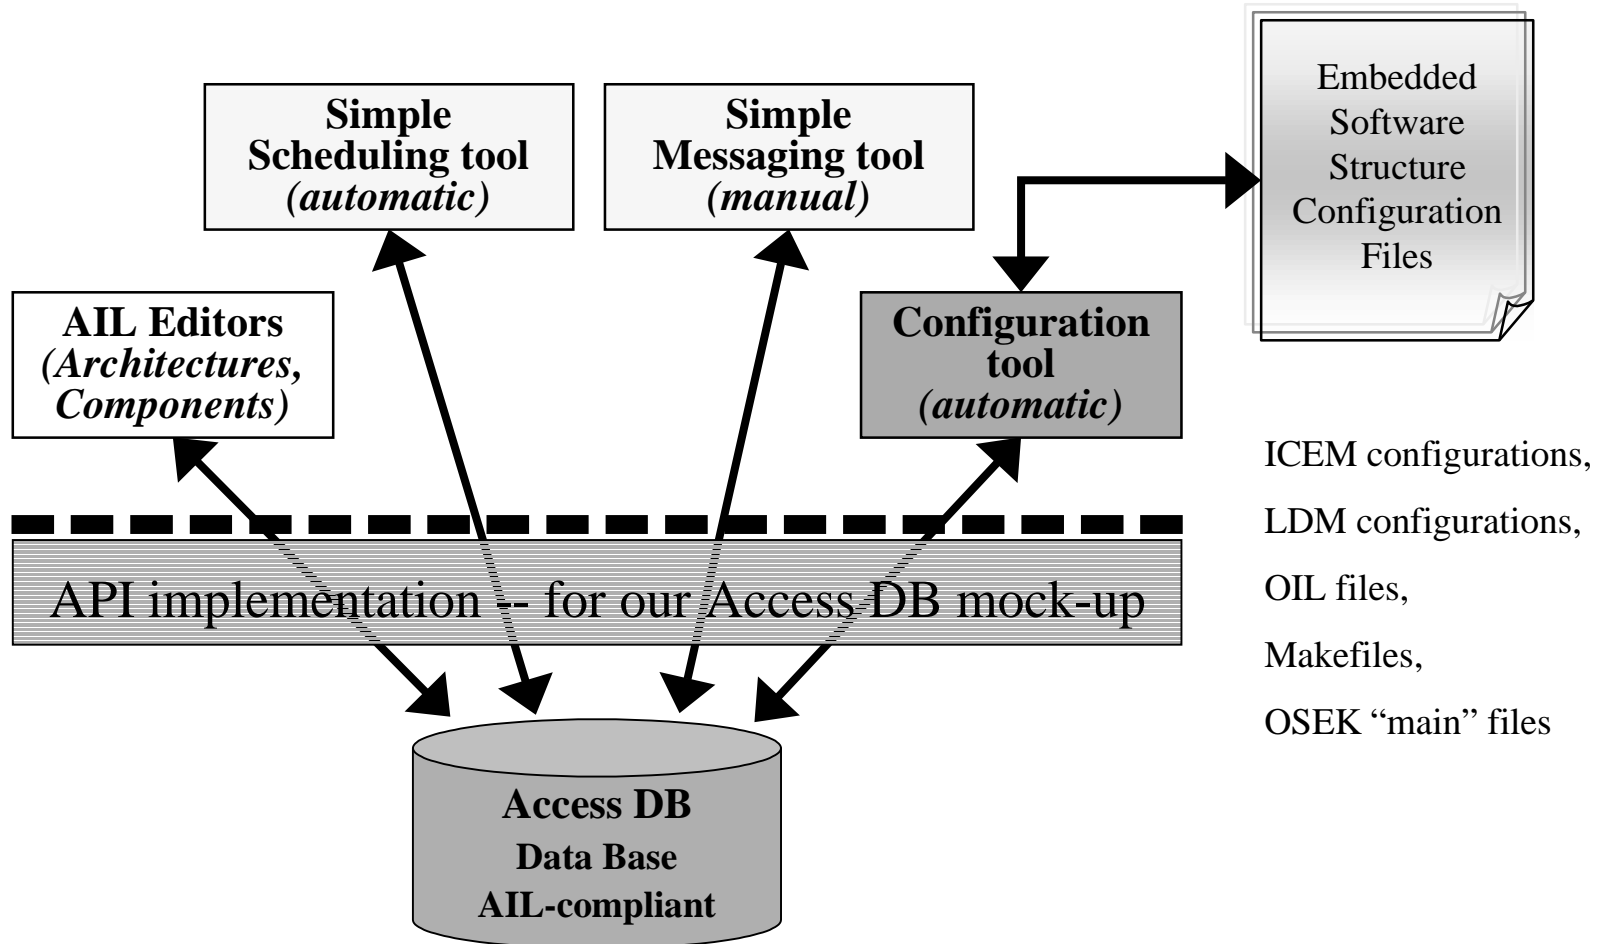 Simple
Scheduling tool
(automatic)
Simple
Messaging tool
(manual)
Embedded
Software
Structure
Configuration
Files
AIL Editors
(Architectures,
Components)
Configuration
tool
(automatic)
ICEM configurations,
LDM configurations,
OIL files,
Makefiles,
OSEK “main” files
API implementation -- for our Access DB mock-up
Access DB
Data Base
AIL-compliant